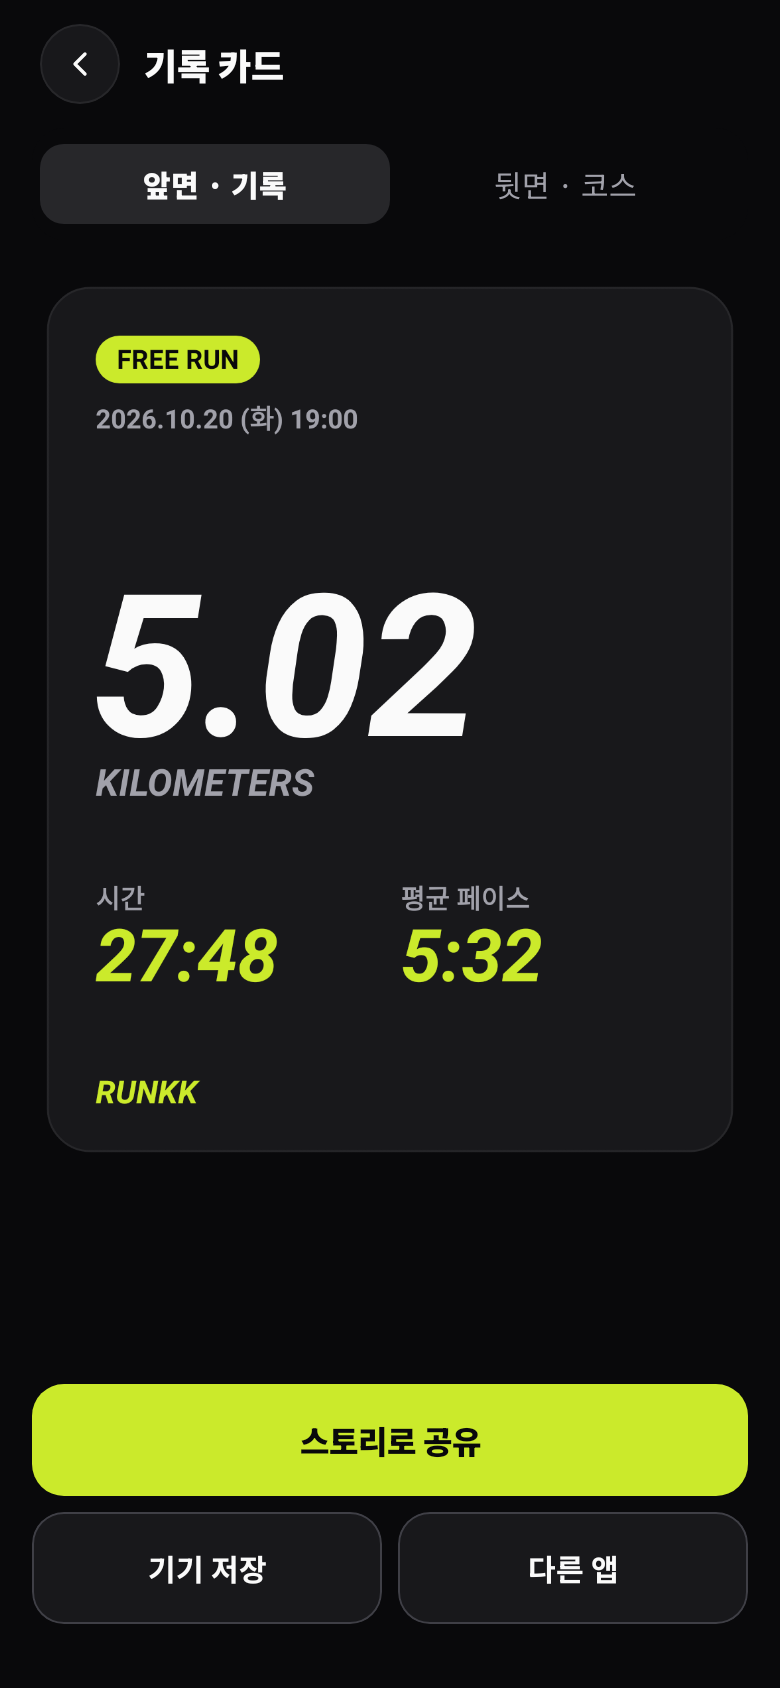 기록 카드
앞면 · 기록
뒷면 · 코스
FREE RUN
2026.10.20 (화) 19:00
5.02
KILOMETERS
시간
평균 페이스
27:48
5:32
RUNKK
스토리로 공유
기기 저장
다른 앱